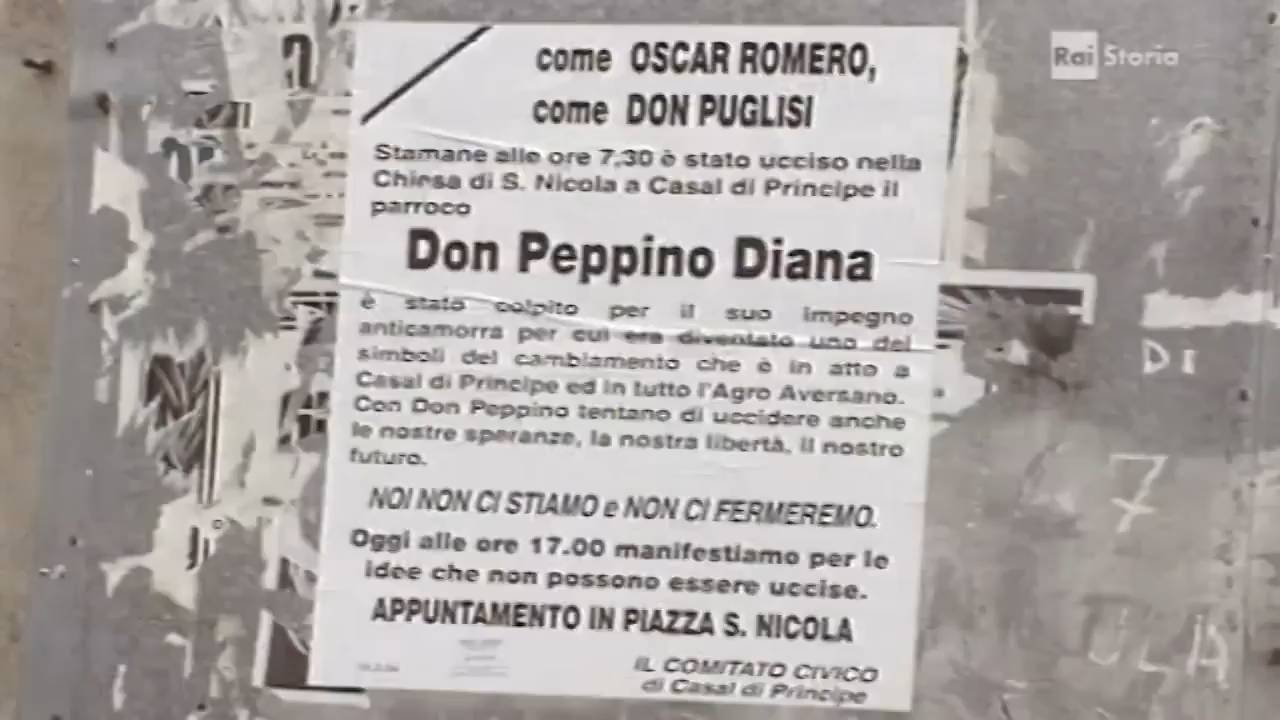 Rai Storia
come OSCAR ROMERO,
come DON PUGLISI
Stamane alle ore 7,30 è stato ucciso nella
Chiesa di S. Nicola a Casal di Principe il
parroco
Don Peppino Diana
è stato colpito per il suo impegno
anticamorra per cui era diventato uno dei
simboli del cambiamento che è in atto a
Casal di Principe ed in tutto l'Agro Aversano.
Con Don Peppino tentano di uccidere anche
le nostre speranze, la nostra libertà, il nostro
futuro.
NOI NON CI STIAMO e NON CI FERMEREMO.
Oggi alle ore 17.00 manifestiamo per le
idee che non possono essere uccise.
APPUNTAMENTO IN PIAZZA S. NICOLA
IL COMITATO CIVICO
di Casal di Principe
DI
7
ULA